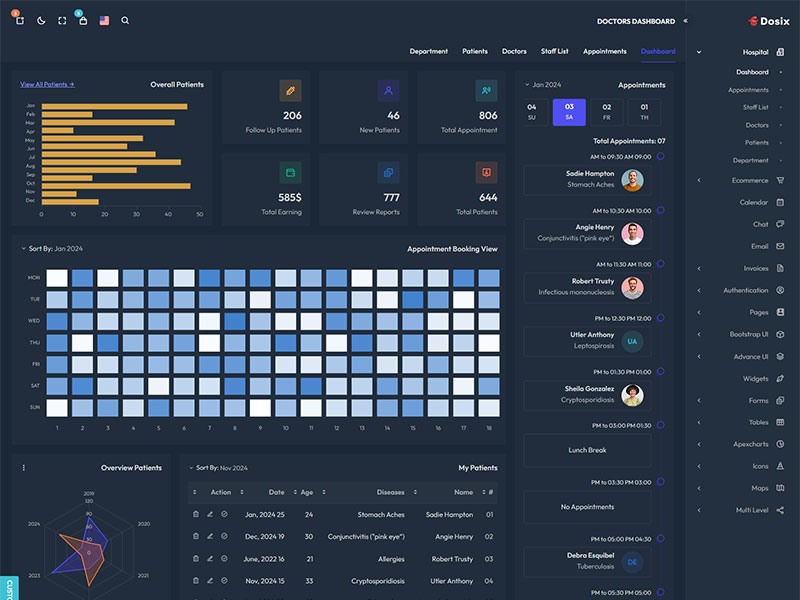 5
5
DOCTORS DASHBOARD
Dosix
Department Patients Doctors Staff List Appointments Dashboard
View All Patients
Overall Patients
Jan
Feb
Mar
Apr
May
Jun
Jul
Aug
Sep
Oct
Nov
Dec
0 10 20 30 40 50
206
Follow Up Patients
46
New Patients
806
Total Appointment
585$
Total Earning
777
Review Reports
644
Total Patients
Sort By: Jan 2024
Appointment Booking View
MON
TUE
WED
THU
FRI
SAT
SUN
1 2 3 4 5 6 7 8 9 10 11 12 13 14 15 16 17 18
Overview Patients
2019
2020
2021
2023
2024
120
90
60
30
0
Sort By: Nov 2024
My Patients
Action Date Age Diseases Name #
Jan, 2024 25 24 Stomach Aches Sadie Hampton 01
Dec, 2024 19 30 Conjunctivitis ("pink eye") Angie Henry 02
June, 2022 16 21 Allergies Robert Trusty 03
Nov, 2024 15 33 Cryptosporidiosis Utler Anthony 04
Jan 2024
Appointments
04 03 02 01
SU SA FR TH
Total Appointments: 07
AM to 09:30 AM 09:00
Sadie Hampton
Stomach Aches
AM to 10:30 AM 10:00
Angie Henry
Conjunctivitis ("pink eye")
AM to 11:30 AM 11:00
Robert Trusty
Infectious mononucleosis
PM to 12:30 PM 12:00
Utler Anthony
Leptospirosis
UA
PM to 01:30 PM 01:00
Sheila Gonzalez
Cryptosporidiosis
PM to 03:00 PM 01:30
Lunch Break
PM to 03:30 PM 03:00
No Appointments
PM to 05:00 PM 04:30
Debra Esquibel
Tuberculosis
DE
PM to 05:30 PM 05:00
Hospital
Dashboard
Appointments
Staff List
Doctors
Patients
Department
Ecommerce
Calendar
Chat
Email
Invoices
Authentication
Pages
Bootstrap UI
Advance UI
Widgets
Forms
Tables
Apexcharts
Icons
Maps
Multi Level